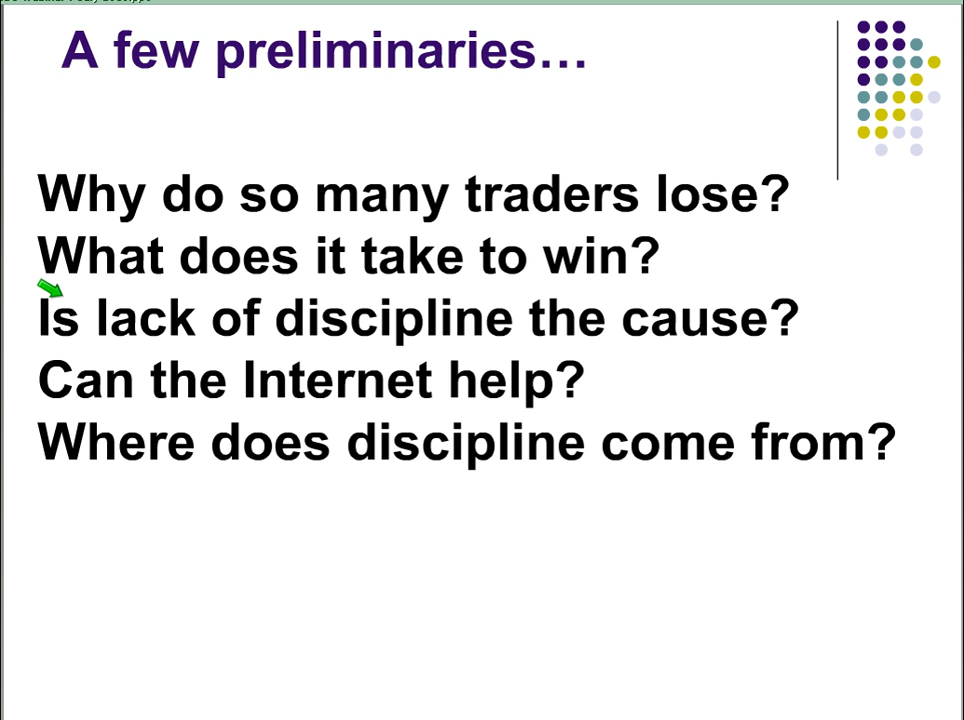 A few preliminaries…
Why do so many traders lose?
What does it take to win?
Is lack of discipline the cause?
Can the Internet help?
Where does discipline come from?